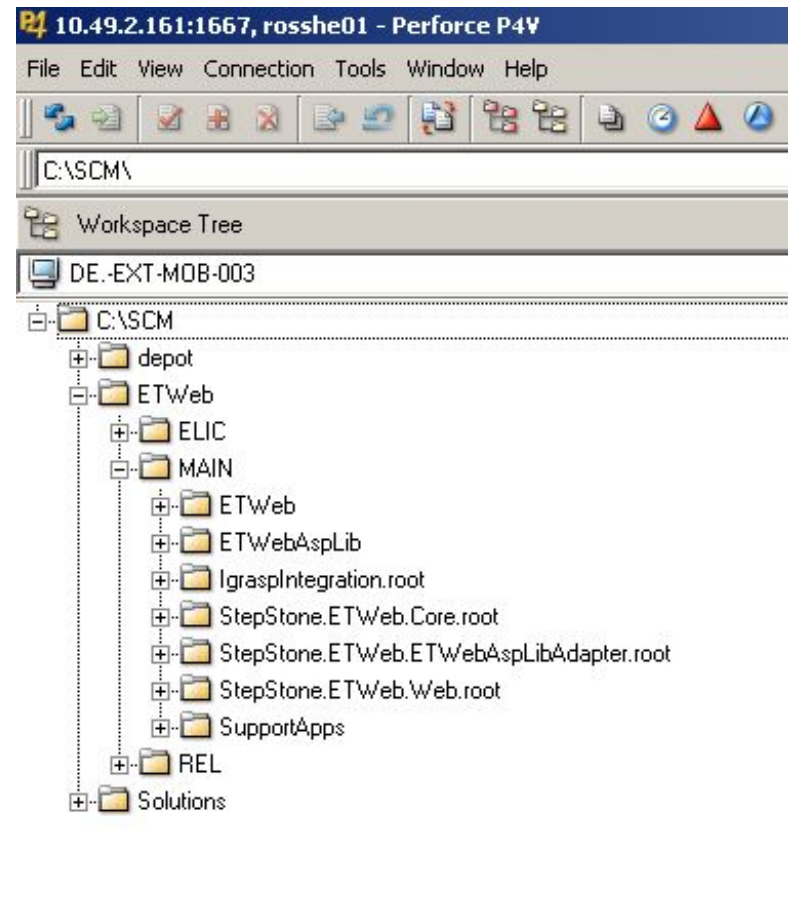 10.49.2.161:1667, rosshe01 - Perforce P4V
File Edit View Connection Tools Window Help
C:\SCM\
Workspace Tree
DE.-EXT-MOB-003
C:\SCM
depot
ETWeb
ELIC
MAIN
ETWeb
ETWebAspLib
IgraspIntegration.root
StepStone.ETWeb.Core.root
StepStone.ETWeb.ETWebAspLibAdapter.root
StepStone.ETWeb.Web.root
SupportApps
REL
Solutions